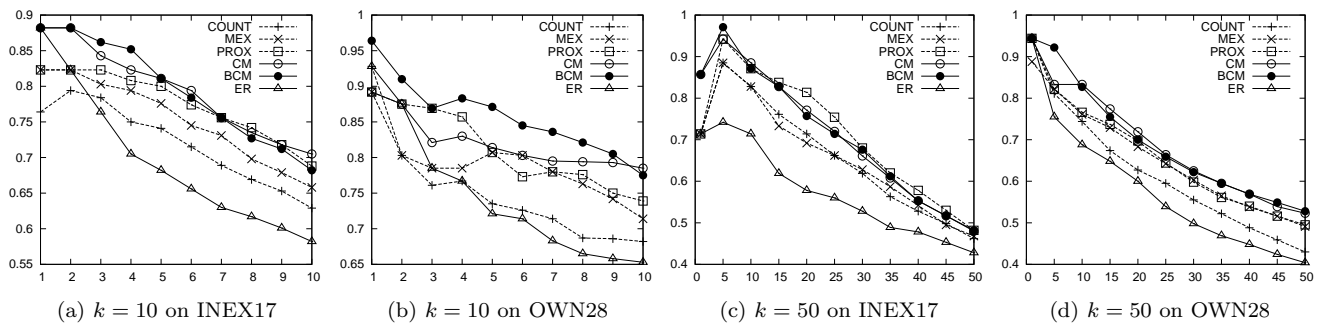 0.9
0.85
0.8
0.75
0.7
0.65
0.6
0.55
1 2 3 4 5 6 7 8 9 10
COUNT
MEX
PROX
CM
BCM
ER
(a) k = 10 on INEX17
1
0.95
0.9
0.85
0.8
0.75
0.7
0.65
1 2 3 4 5 6 7 8 9 10
COUNT
MEX
PROX
CM
BCM
ER
(b) k = 10 on OWN28
1
0.9
0.8
0.7
0.6
0.5
0.4
0 5 10 15 20 25 30 35 40 45 50
COUNT
MEX
PROX
CM
BCM
ER
(c) k = 50 on INEX17
1
0.9
0.8
0.7
0.6
0.5
0.4
0 5 10 15 20 25 30 35 40 45 50
COUNT
MEX
PROX
CM
BCM
ER
(d) k = 50 on OWN28